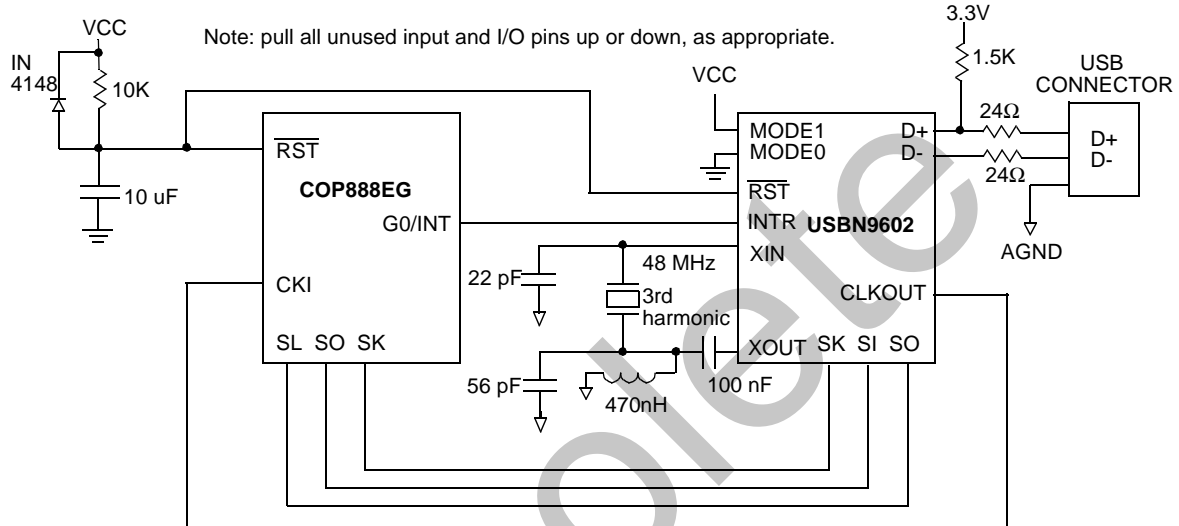 VCC
Note: pull all unused input and I/O pins up or down, as appropriate.
3.3V
IN
4148
10K
VCC
1.5K
USB
CONNECTOR
24Ω
RST
COP888EG
G0/INT
10 uF
MODE1
MODE0
D+
D-
RST
INTR
USBN9602
XIN
24Ω
D+
D-
AGND
CKI
22 pF
48 MHz
3rd
harmonic
CLKOUT
SL SO SK
XOUT SK SI SO
56 pF
470nH
100 nF
olete